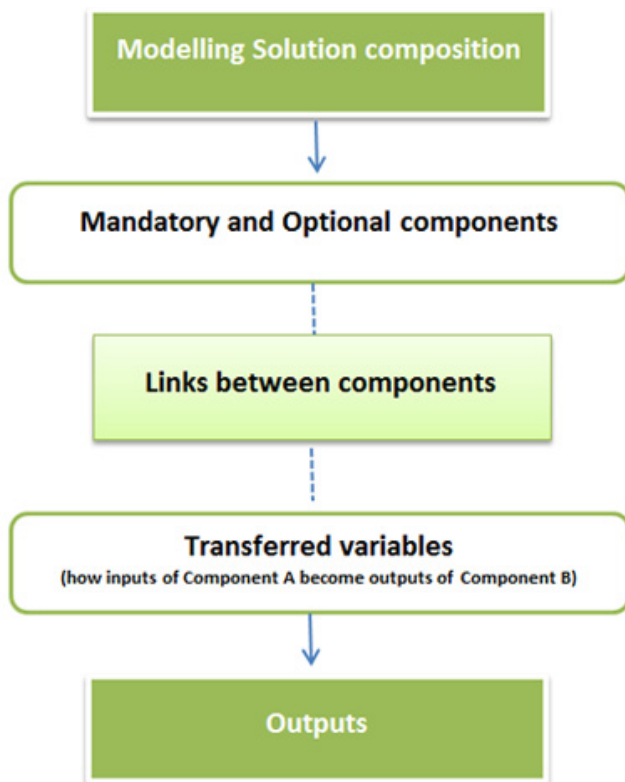 Modelling Solution composition
Mandatory and Optional components
Links between components
Transferred variables
(how inputs of Component A become outputs of Component B)
Outputs